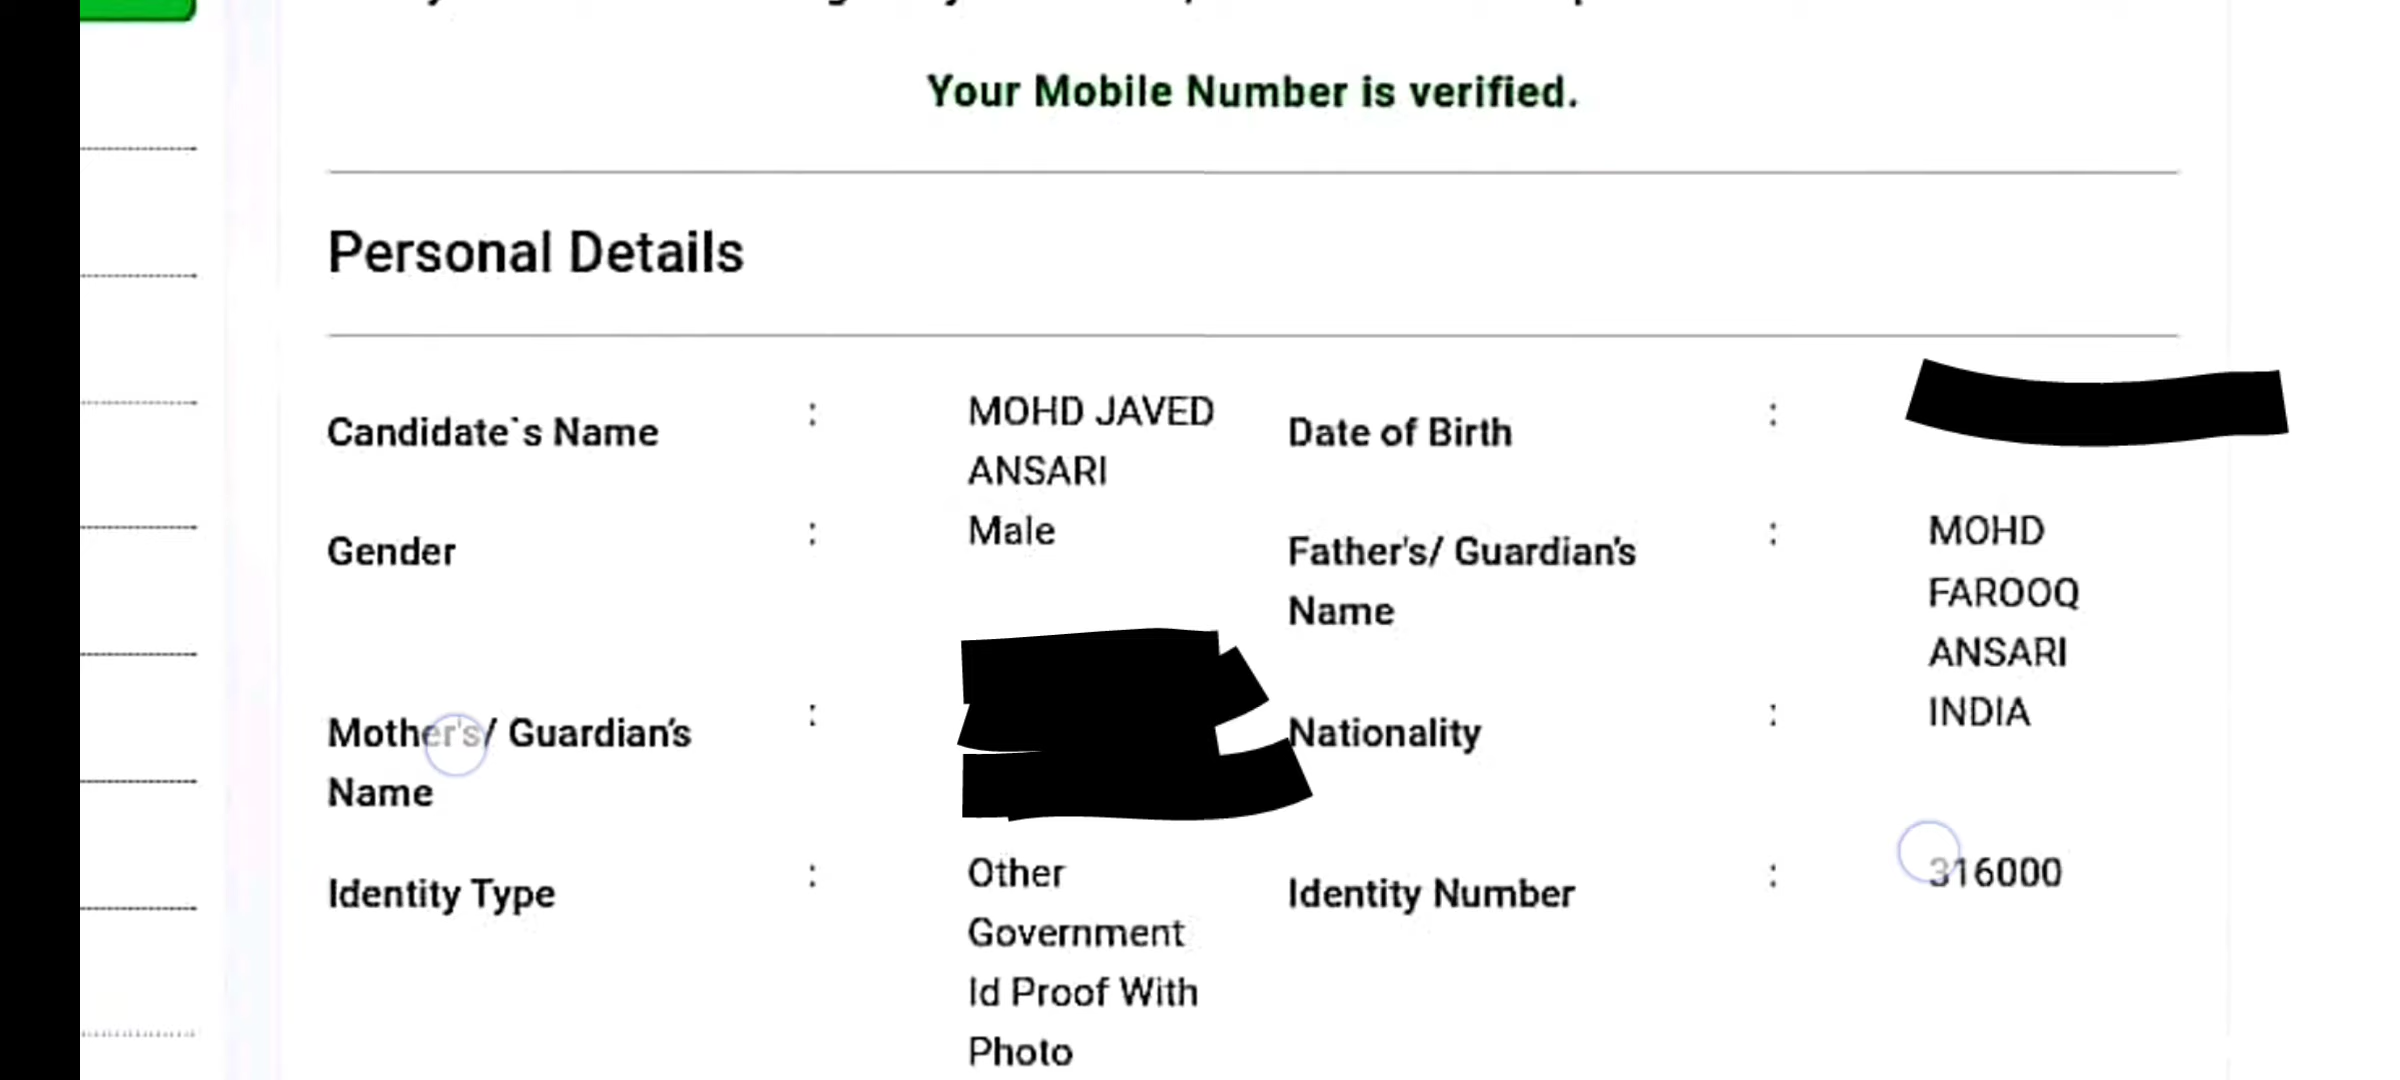 Your Mobile Number is verified.
Personal Details
Candidate`s Name : MOHD JAVED Date of Birth :
ANSARI
Gender : Male Father's/ Guardian's : MOHD
Name FAROOQ
ANSARI
Mother's/ Guardian's : Nationality : INDIA
Name
Identity Type : Other Identity Number : 316000
Government
Id Proof With
Photo